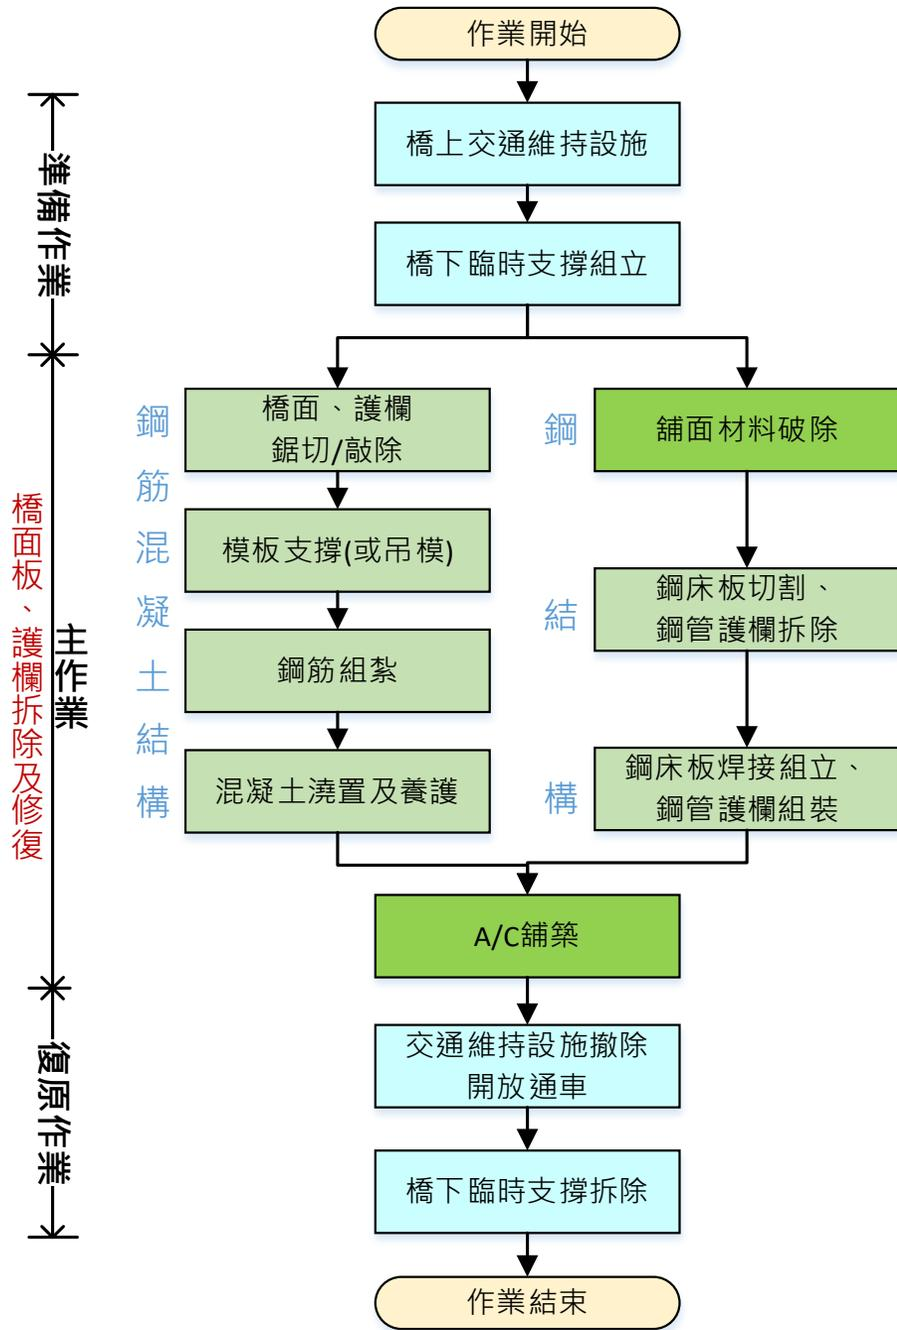 作業開始
準備作業
橋上交通維持設施
橋下臨時支撐組立
橋面板、護欄拆除及修復
主作業
鋼筋混凝土結構
橋面、護欄
鋸切/敲除
模板支撐(或吊模)
鋼筋組紮
混凝土澆置及養護
鋼結構
舖面材料破除
鋼床板切割、
鋼管護欄拆除
鋼床板焊接組立、
鋼管護欄組裝
A/C舖築
復原作業
交通維持設施撤除
開放通車
橋下臨時支撐拆除
作業結束